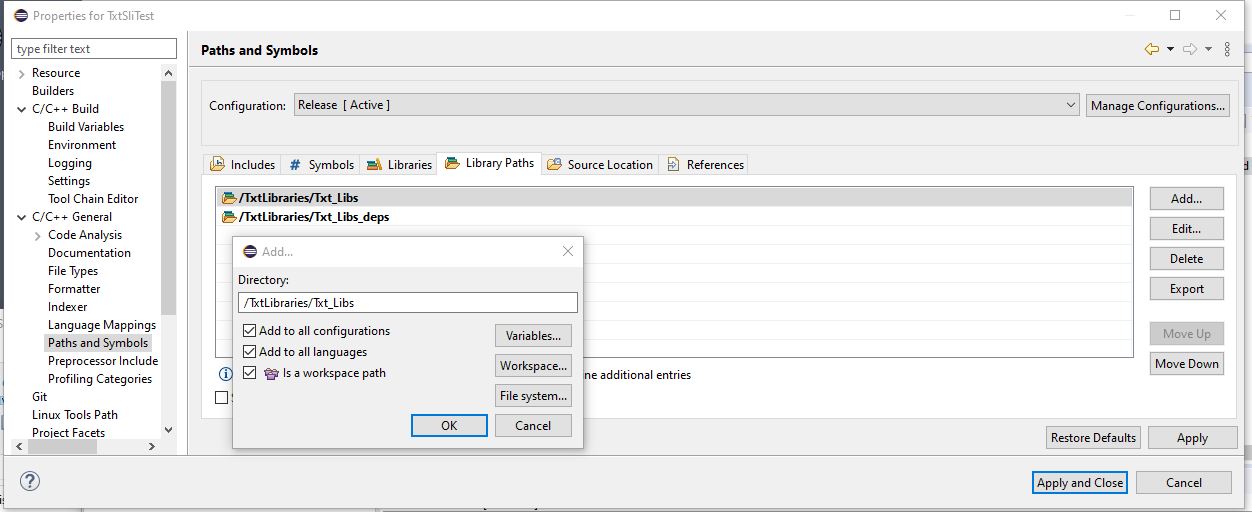 Properties for TxtSliTest
type filter text
Resource
Builders
C/C++ Build
Build Variables
Environment
Logging
Settings
Tool Chain Editor
C/C++ General
Code Analysis
Documentation
File Types
Formatter
Indexer
Language Mappings
Paths and Symbols
Preprocessor Include
Profiling Categories
Git
Linux Tools Path
Project Facets
Paths and Symbols
Configuration:
Release [ Active ]
Manage Configurations...
Includes
# Symbols
Libraries
Library Paths
Source Location
References
/TxtLibraries/Txt_Libs
/TxtLibraries/Txt_Libs_deps
Add...
Edit...
Delete
Export
Move Up
Move Down
Add...
Directory:
/TxtLibraries/Txt_Libs
Add to all configurations
Add to all languages
Is a workspace path
Variables...
Workspace...
File system...
OK
Cancel
additional entries
Restore Defaults
Apply
Apply and Close
Cancel